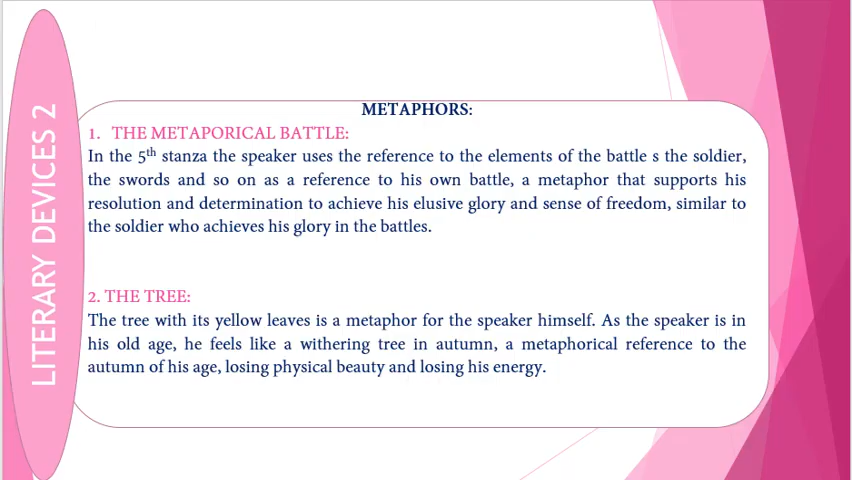 LITERARY DEVICES 2
METAPHORS:
1. THE METAPORICAL BATTLE:
In the 5th stanza the speaker uses the reference to the elements of the battle s the soldier,
the swords and so on as a reference to his own battle, a metaphor that supports his
resolution and determination to achieve his elusive glory and sense of freedom, similar to
the soldier who achieves his glory in the battles.
2. THE TREE:
The tree with its yellow leaves is a metaphor for the speaker himself. As the speaker is in
his old age, he feels like a withering tree in autumn, a metaphorical reference to the
autumn of his age, losing physical beauty and losing his energy.